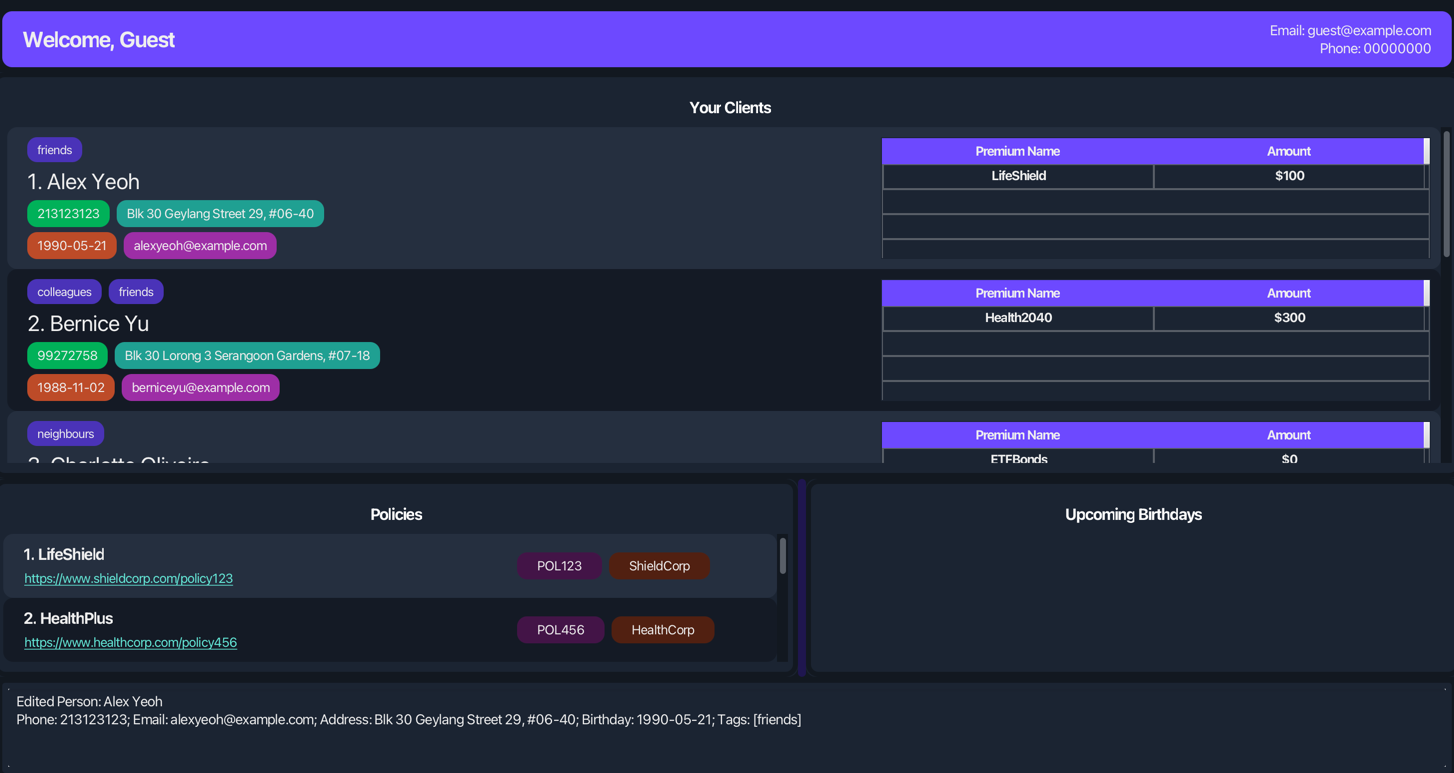 Welcome, Guest
Email: guest@example.com
Phone: 00000000
Your Clients
friends
1. Alex Yeoh
213123123 Blk 30 Geylang Street 29, #06-40
1990-05-21 alexyeoh@example.com
Premium Name Amount
LifeShield $100
colleagues friends
2. Bernice Yu
99272758 Blk 30 Lorong 3 Serangoon Gardens, #07-18
1988-11-02 berniceyu@example.com
Premium Name Amount
Health2040 $300
neighbours
3. Charlotte Oliveiro
Premium Name Amount
ETFBonds $0
Policies
1. LifeShield
https://www.shieldcorp.com/policy123
POL123 ShieldCorp
2. HealthPlus
https://www.healthcorp.com/policy456
POL456 HealthCorp
Upcoming Birthdays
Edited Person: Alex Yeoh
Phone: 213123123; Email: alexyeoh@example.com; Address: Blk 30 Geylang Street 29, #06-40; Birthday: 1990-05-21; Tags: [friends]